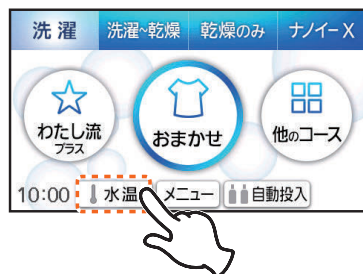 洗濯 洗濯~乾燥 乾燥のみ ナノイーX
わたし流
プラス
おまかせ
他のコース
10:00 水温 メニュー 自動投入